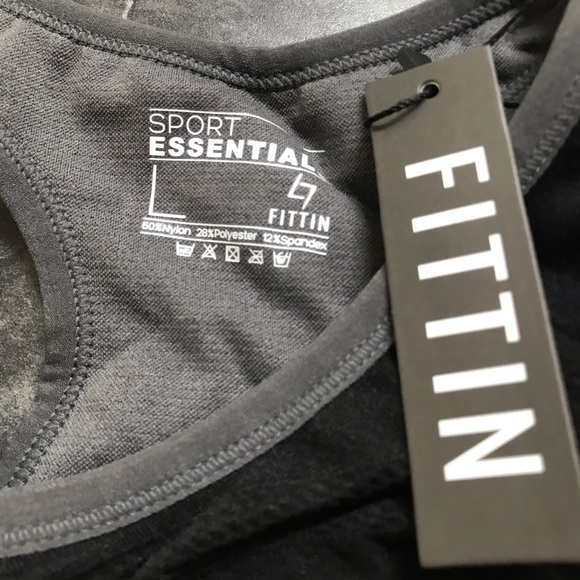 SPORT
ESSENTIAL
L
FITTIN
60%Nylon 28%Polyester 12%Spandex
FITTIN